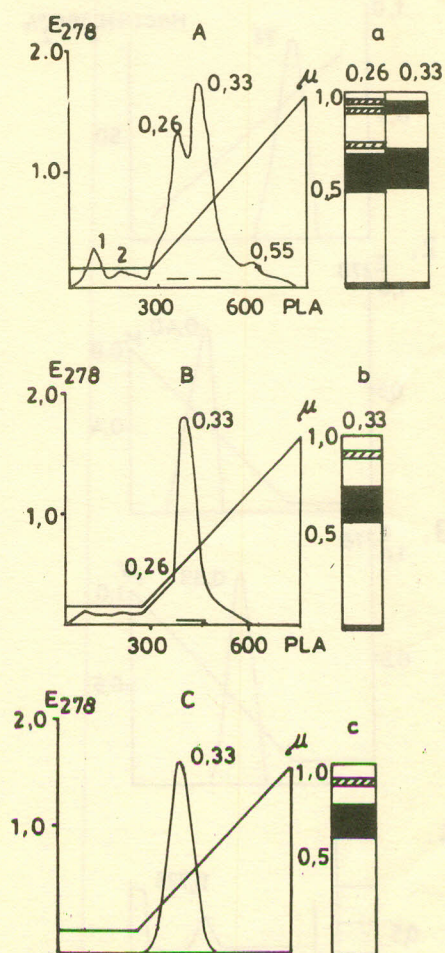 E278 A μ a
2.0 0,26 0,33 1,0 0,26 0,33
1.0 0,5
1 2 0,55
300 600 PLA
E278 B μ b
2,0 0,33 1,0 0,33
1,0 0,5
0,26
300 600 PLA
E278 C μ c
2,0 0,33 1,0
1,0 0,5